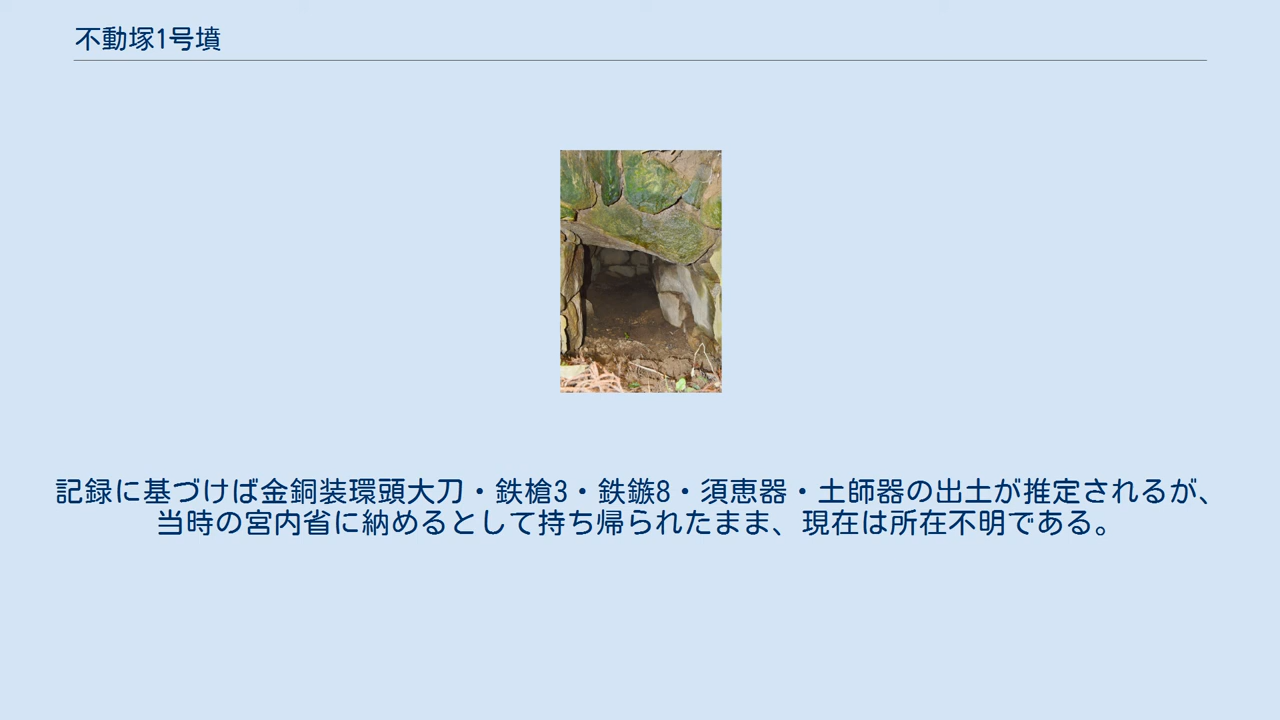 不動塚1号墳
記録に基づけば金銅装環頭大刀・鉄槍3・鉄鏃8・須恵器・土師器の出土が推定されるが、
当時の宮内省に納めるとして持ち帰られたまま、現在は所在不明である。